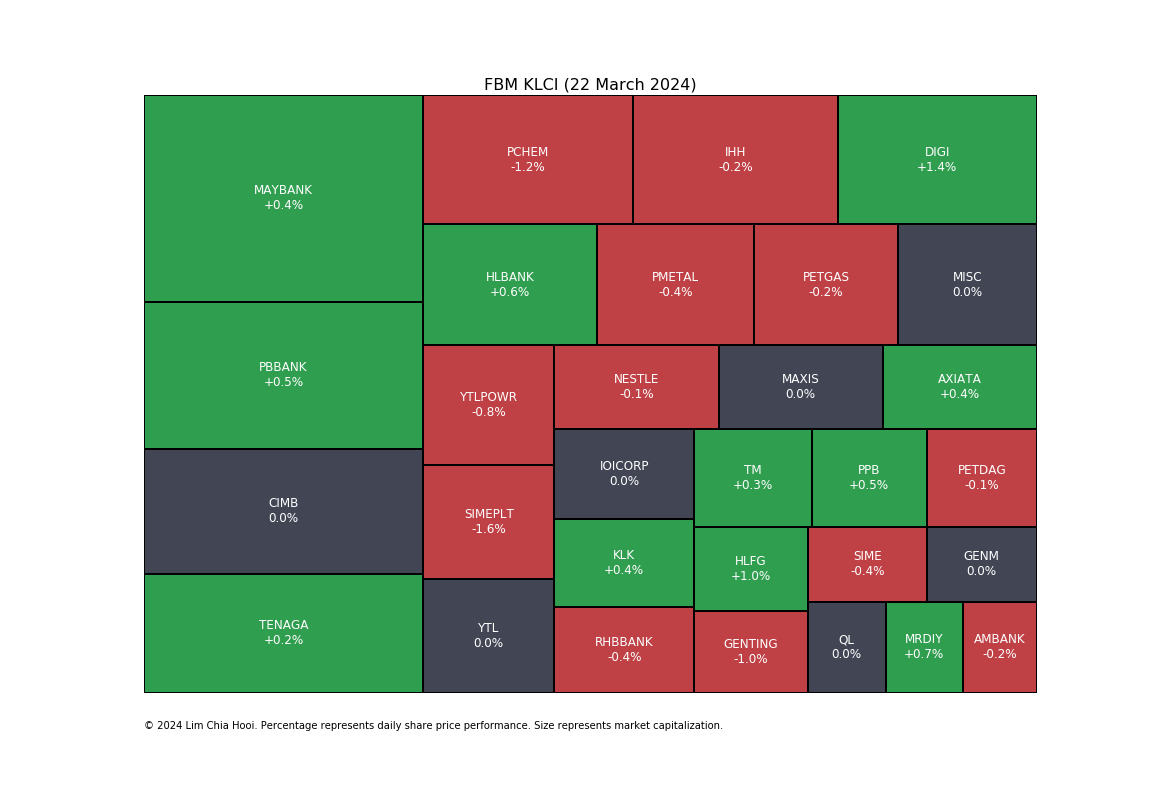 FBM KLCI (22 March 2024)
MAYBANK
+0.4%
PBBANK
+0.5%
CIMB
0.0%
TENAGA
+0.2%
PCHEM
-1.2%
IHH
-0.2%
DIGI
+1.4%
HLBANK
+0.6%
PMETAL
-0.4%
PETGAS
-0.2%
MISC
0.0%
YTLPOWR
-0.8%
SIMEPLT
-1.6%
YTL
0.0%
NESTLE
-0.1%
MAXIS
0.0%
AXIATA
+0.4%
IOICORP
0.0%
KLK
+0.4%
RHBBANK
-0.4%
TM
+0.3%
PPB
+0.5%
PETDAG
-0.1%
HLFG
+1.0%
GENTING
-1.0%
SIME
-0.4%
GENM
0.0%
QL
0.0%
MRDIY
+0.7%
AMBANK
-0.2%
© 2024 Lim Chia Hooi. Percentage represents daily share price performance. Size represents market capitalization.